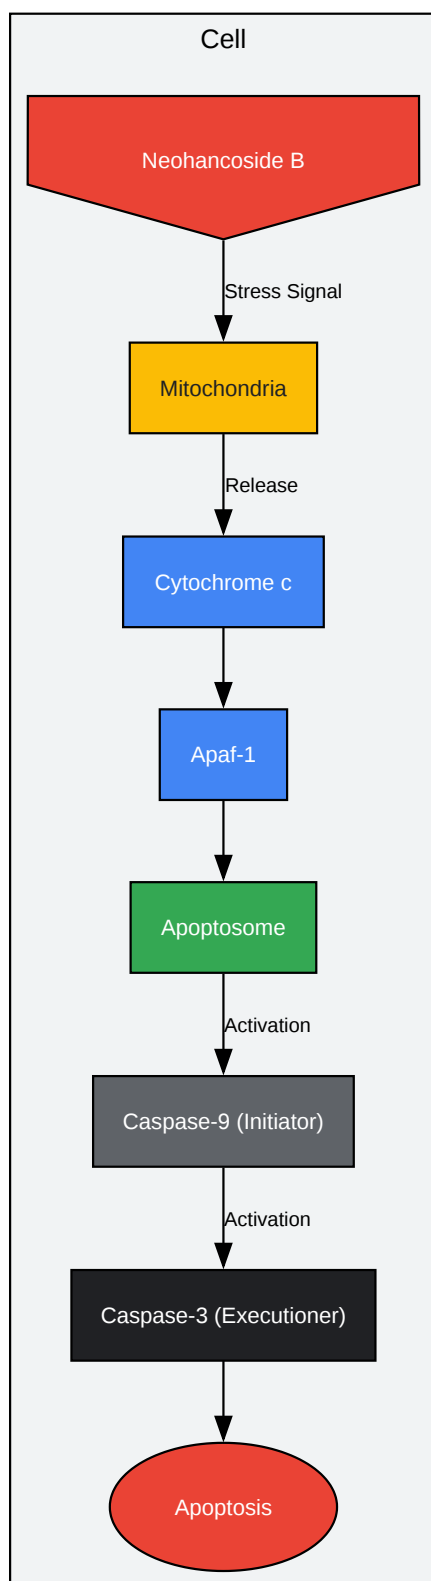 Cell
Neohancoside B
Stress Signal
Mitochondria
Release
Cytochrome c
Apaf-1
Apoptosome
Activation
Caspase-9 (Initiator)
Activation
Caspase-3 (Executioner)
Apoptosis